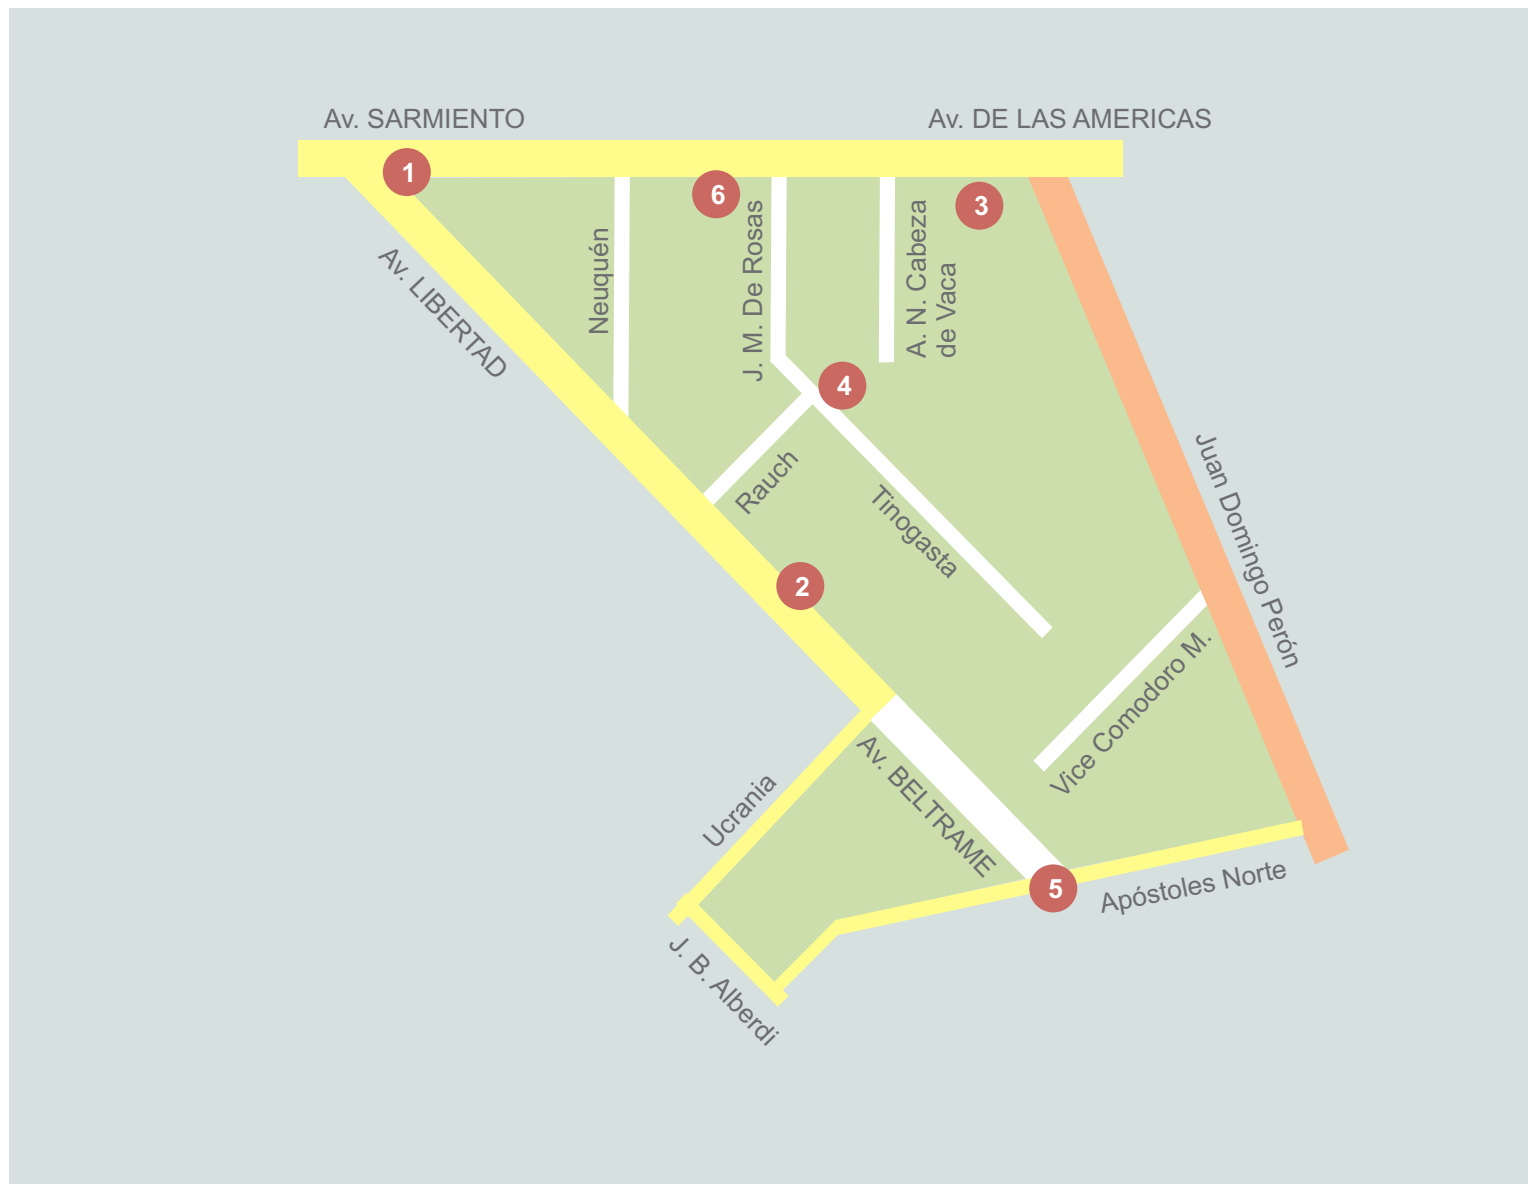 Av. SARMIENTO
Av. DE LAS AMERICAS
1
6
3
Av. LIBERTAD
Neuquén
J. M. De Rosas
A. N. Cabeza
de Vaca
4
Rauch
Tinogasta
Juan Domingo Perón
2
Vice Comodoro M.
Av. BELTRAME
Ucrania
5
Apóstoles Norte
J. B. Alberdi